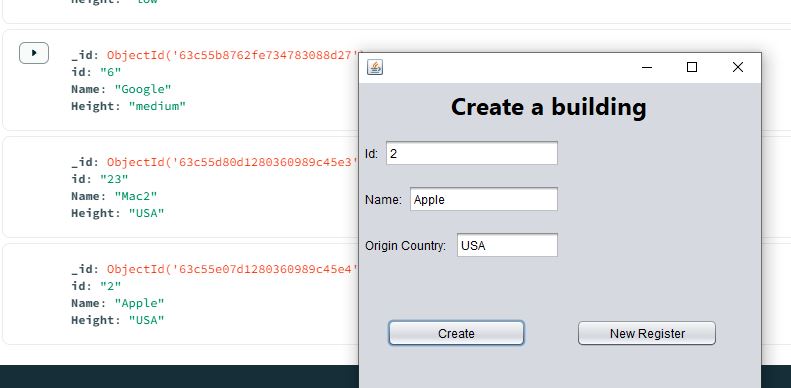 Height: "low"
_id: ObjectId('63c55b8762fe734783088d27')
id: "6"
Name: "Google"
Height: "medium"
_id: ObjectId('63c55d80d1280360989c45e3'
id: "23"
Name: "Mac2"
Height: "USA"
_id: ObjectId('63c55e07d1280360989c45e4'
id: "2"
Name: "Apple"
Height: "USA"
Create a building
Id: 2
Name: Apple
Origin Country: USA
Create
New Register